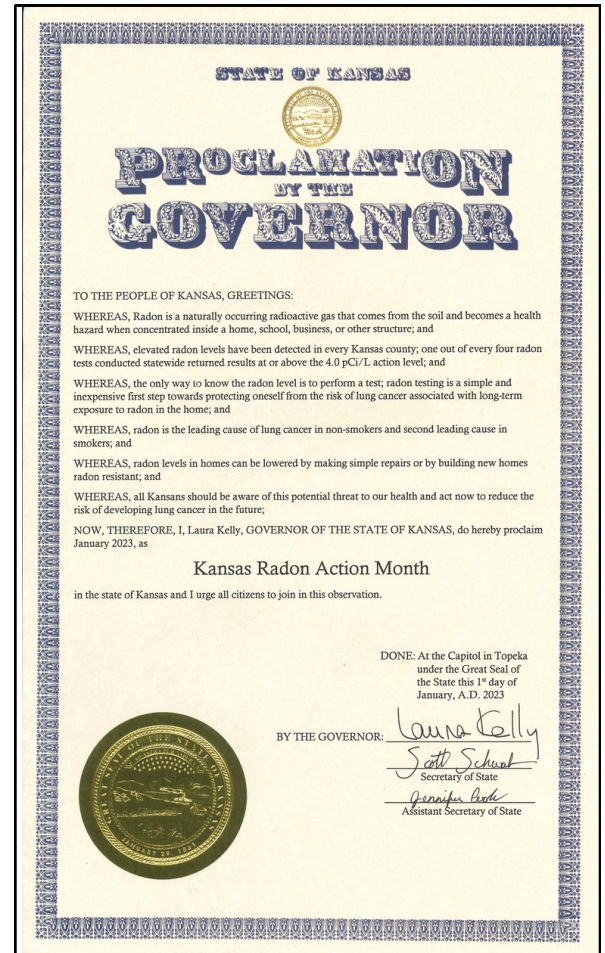 STATE OF KANSAS
PROCLAMATION
BY THE
GOVERNOR
TO THE PEOPLE OF KANSAS, GREETINGS:
WHEREAS, Radon is a naturally occurring radioactive gas that comes from the soil and becomes a health
hazard when concentrated inside a home, school, business, or other structure; and
WHEREAS, elevated radon levels have been detected in every Kansas county; one out of every four radon
tests conducted statewide returned results at or above the 4.0 pCi/L action level; and
WHEREAS, the only way to know the radon level is to perform a test; radon testing is a simple and
inexpensive first step towards protecting oneself from the risk of lung cancer associated with long-term
exposure to radon in the home; and
WHEREAS, radon is the leading cause of lung cancer in non-smokers and second leading cause in
smokers; and
WHEREAS, radon levels in homes can be lowered by making simple repairs or by building new homes
radon resistant; and
WHEREAS, all Kansans should be aware of this potential threat to our health and act now to reduce the
risk of developing lung cancer in the future;
NOW, THEREFORE, I, Laura Kelly, GOVERNOR OF THE STATE OF KANSAS, do hereby proclaim
January 2023, as
Kansas Radon Action Month
in the state of Kansas and I urge all citizens to join in this observation.
DONE: At the Capitol in Topeka
under the Great Seal of
the State this 1st day of
January, A.D. 2023
BY THE GOVERNOR: Laura Kelly
Scott Schwab
Secretary of State
Jennifer
Assistant Secretary of State
GREAT SEAL OF THE STATE OF KANSAS
JANUARY 29, 1861